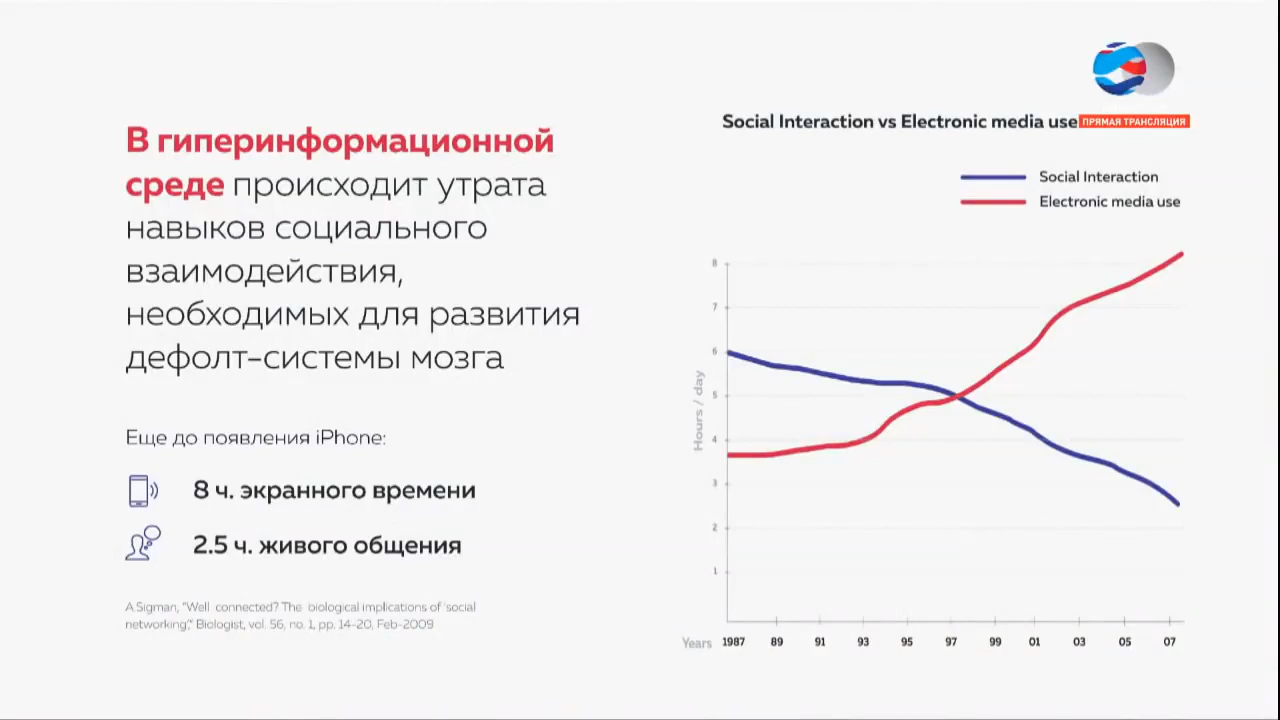 В гиперинформационной
среде происходит утрата
навыков социального
взаимодействия,
необходимых для развития
дефолт-системы мозга
Еще до появления iPhone:
8 ч. экранного времени
2.5 ч. живого общения
A Sigman, "Well connected? The biological implications of 'social
networking'," Biologist, vol. 56, no. 1, pp. 14-20, Feb-2009
Social Interaction vs Electronic media use
ПРЯМАЯ ТРАНСЛЯЦИЯ
Social Interaction
Electronic media use
Hours / day
8
7
6
5
4
3
2
1
Years 1987 89 91 93 95 97 99 01 03 05 07